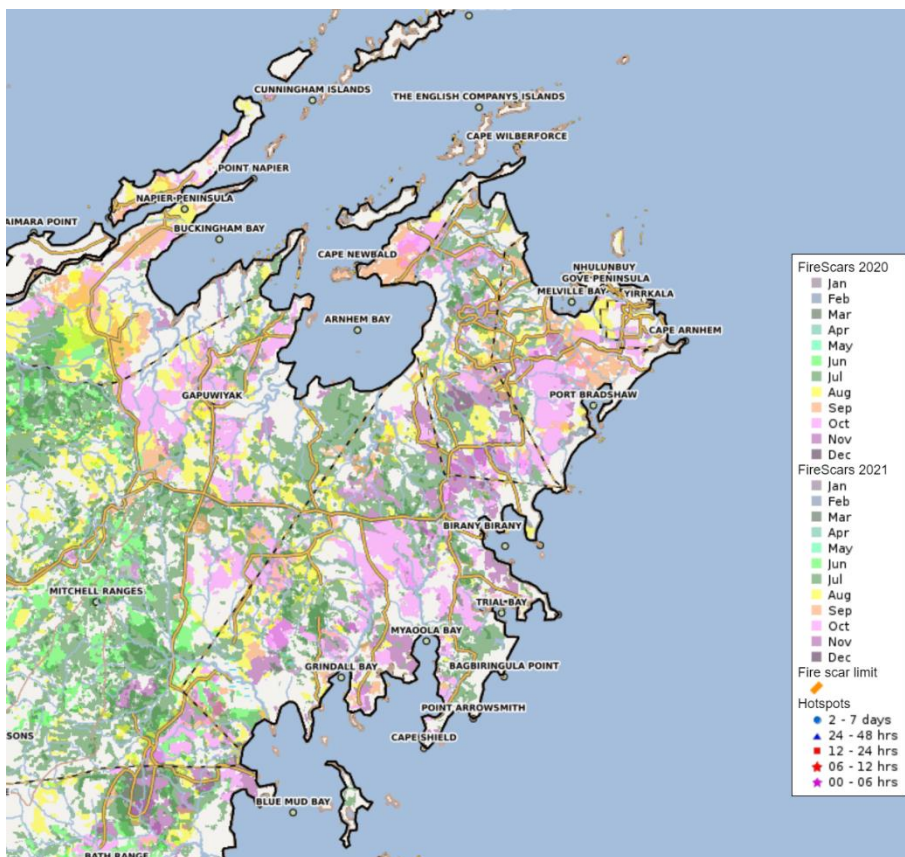 CUNNINGHAM ISLANDS
THE ENGLISH COMPANYS ISLANDS
CAPE WILBERFORCE
POINT NAPIER
NAPIER PENINSULA
AIMARA POINT
BUCKINGHAM BAY
CAPE NEWBALD
NHULUNBUY
GOVE PENINSULA
MELVILLE BAY
YIRRKALA
ARNHEM BAY
CAPE ARNHEM
GAPUWIYAK
PORT BRADSHAW
BIRANY BIRANY
MITCHELL RANGES
TRIAL BAY
MYAOOLA BAY
GRINDALL BAY
BAGBIRINGULA POINT
POINT ARROWSMITH
SONS
CAPE SHIELD
BLUE MUD BAY
BATH RANGE
FireScars 2020
Jan
Feb
Mar
Apr
May
Jun
Jul
Aug
Sep
Oct
Nov
Dec
FireScars 2021
Jan
Feb
Mar
Apr
May
Jun
Jul
Aug
Sep
Oct
Nov
Dec
Fire scar limit
Hotspots
2 - 7 days
24 - 48 hrs
12 - 24 hrs
06 - 12 hrs
00 - 06 hrs